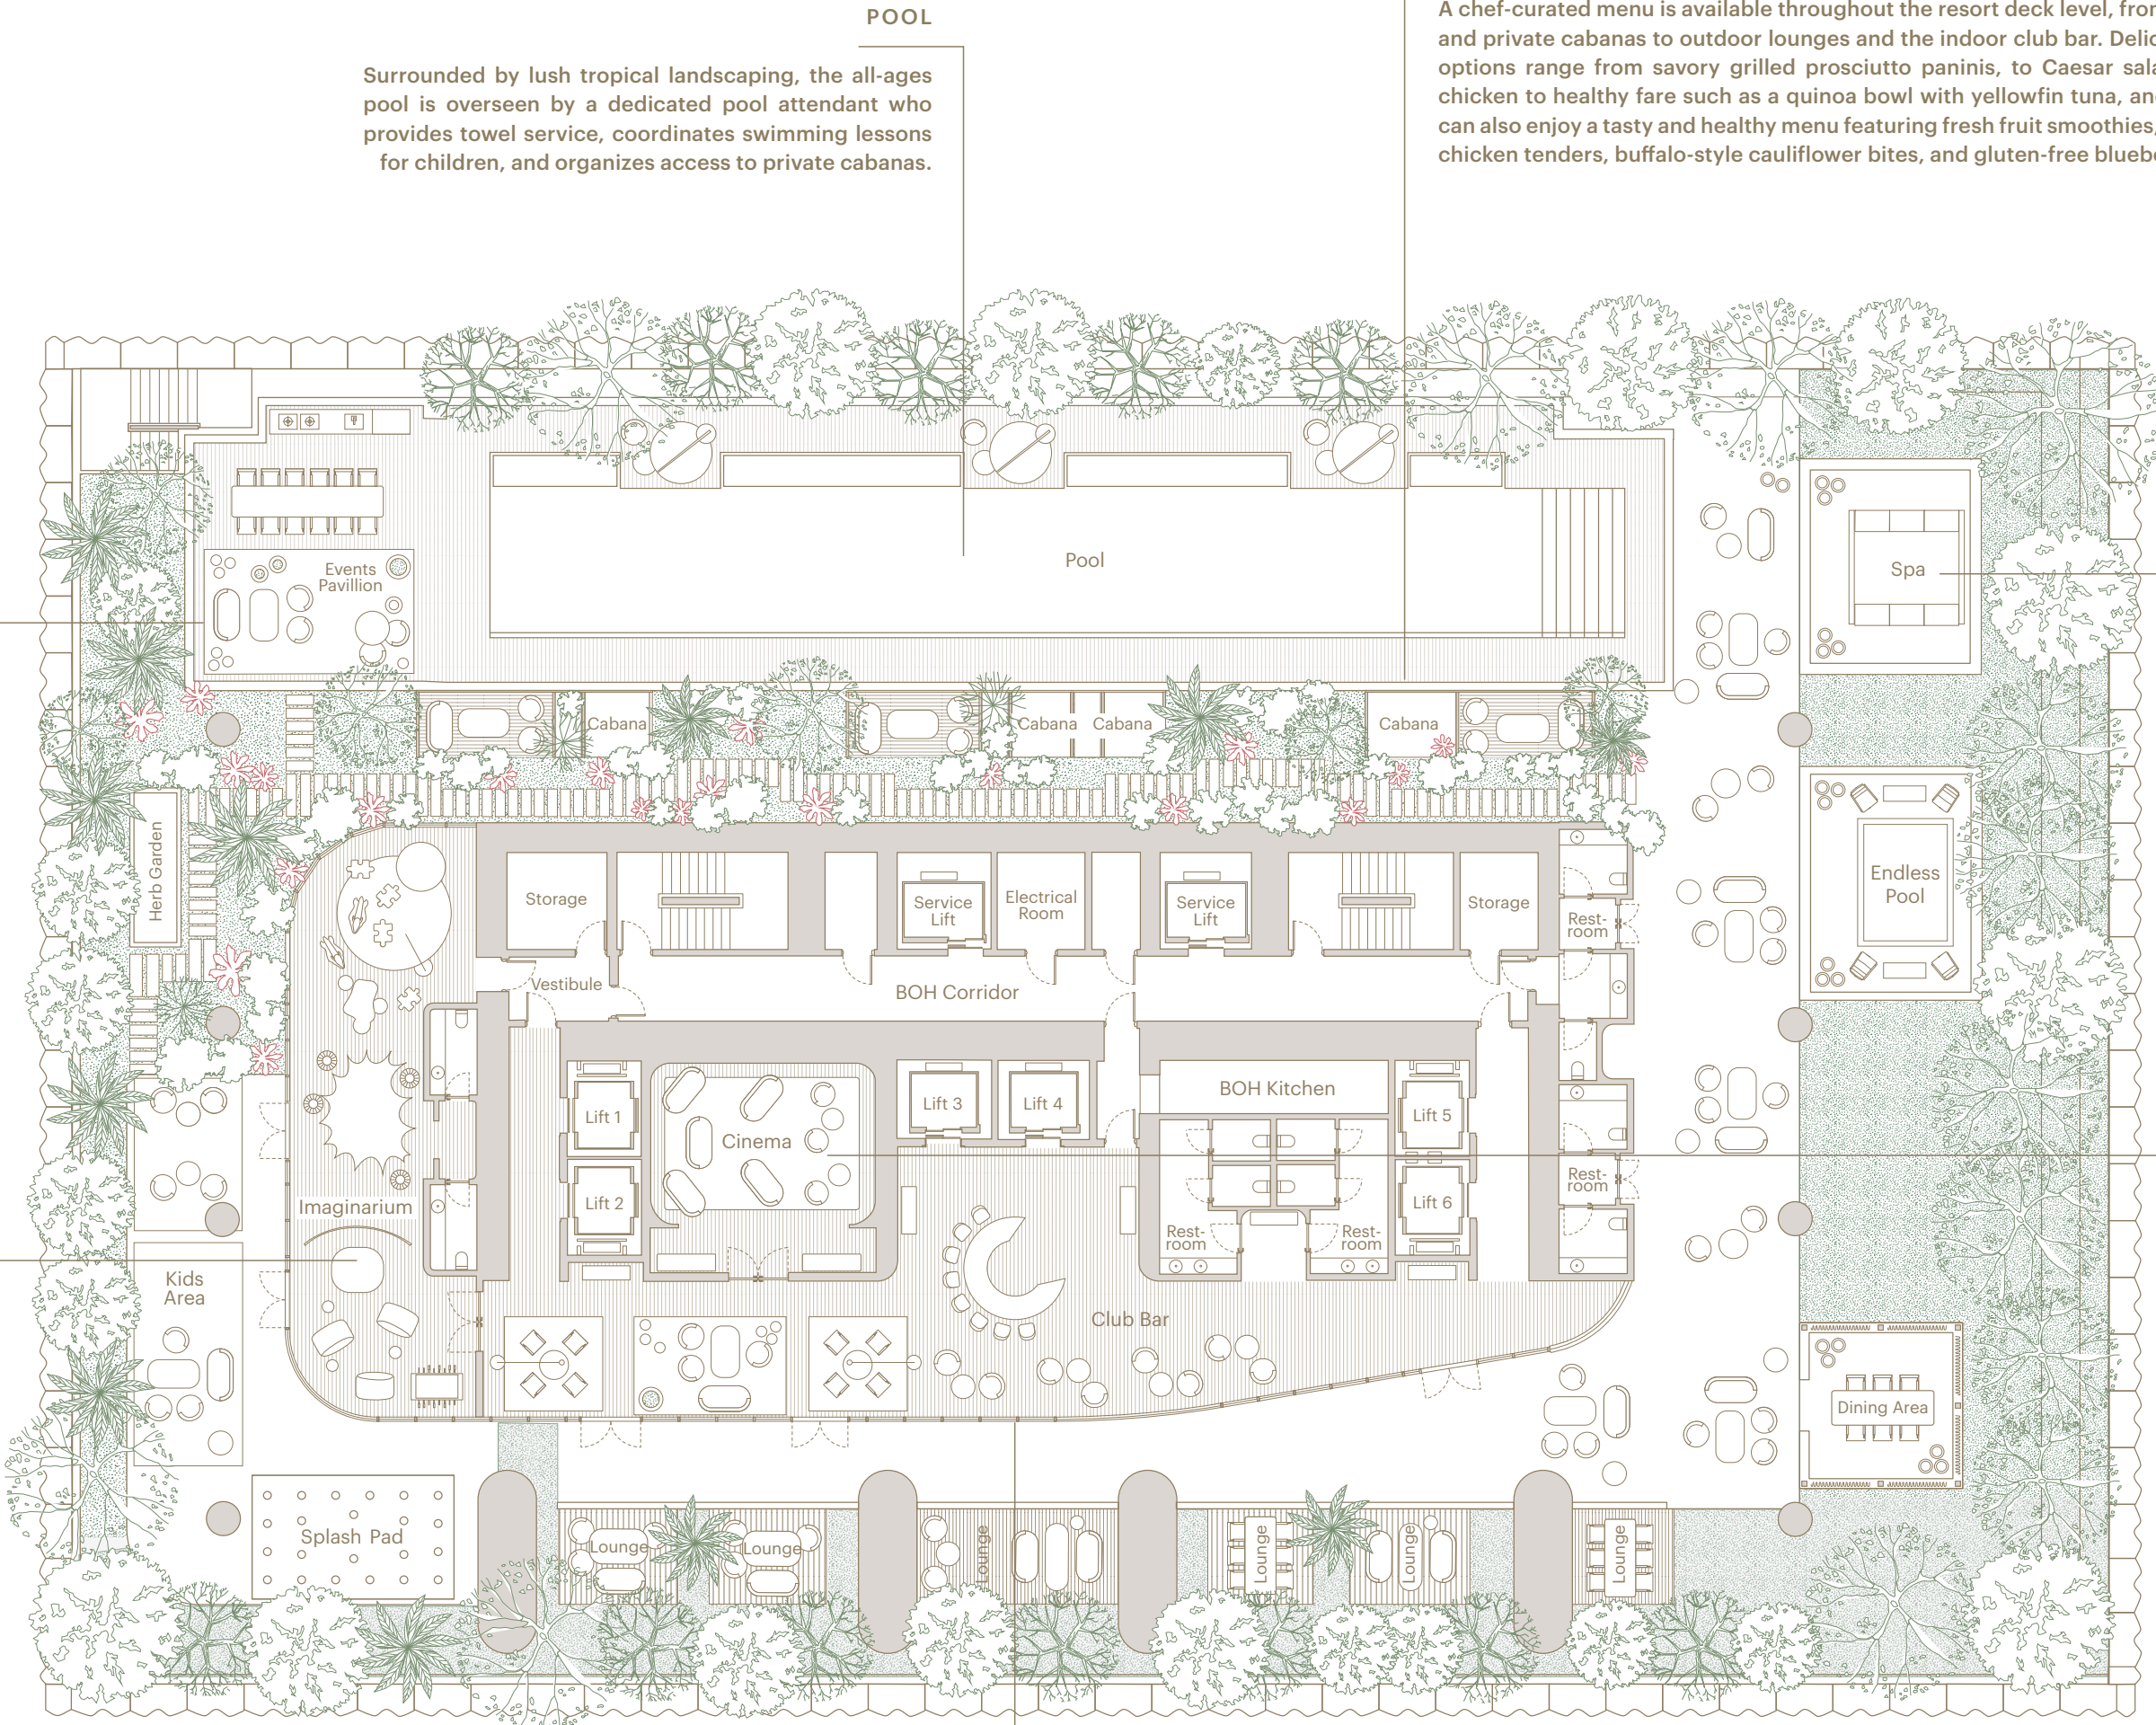 POOL
Surrounded by lush tropical landscaping, the all-ages
pool is overseen by a dedicated pool attendant who
provides towel service, coordinates swimming lessons
for children, and organizes access to private cabanas.
A chef-curated menu is available throughout the resort deck level,
and private cabanas to outdoor lounges and the indoor club bar.
options range from savory grilled prosciutto paninis, to Caesar
chicken to healthy fare such as a quinoa bowl with yellowfin tuna,
can also enjoy a tasty and healthy menu featuring fresh fruit smoothies,
chicken tenders, buffalo-style cauliflower bites, and gluten-free
Events
Pavillion
Pool
Spa
Cabana
Cabana
Cabana
Cabana
Herb Garden
Storage
Service
Lift
Electrical
Room
Service
Lift
Storage
Rest-
room
Endless
Pool
Vestibule
BOH Corridor
Lift 1
Cinema
Lift 3
Lift 4
BOH Kitchen
Lift 5
Imaginarium
Lift 2
Rest-
room
Rest-
room
Lift 6
Rest-
room
Kids
Area
Club Bar
Dining Area
Splash Pad
Lounge
Lounge
Lounge
Lounge
Lounge
Lounge